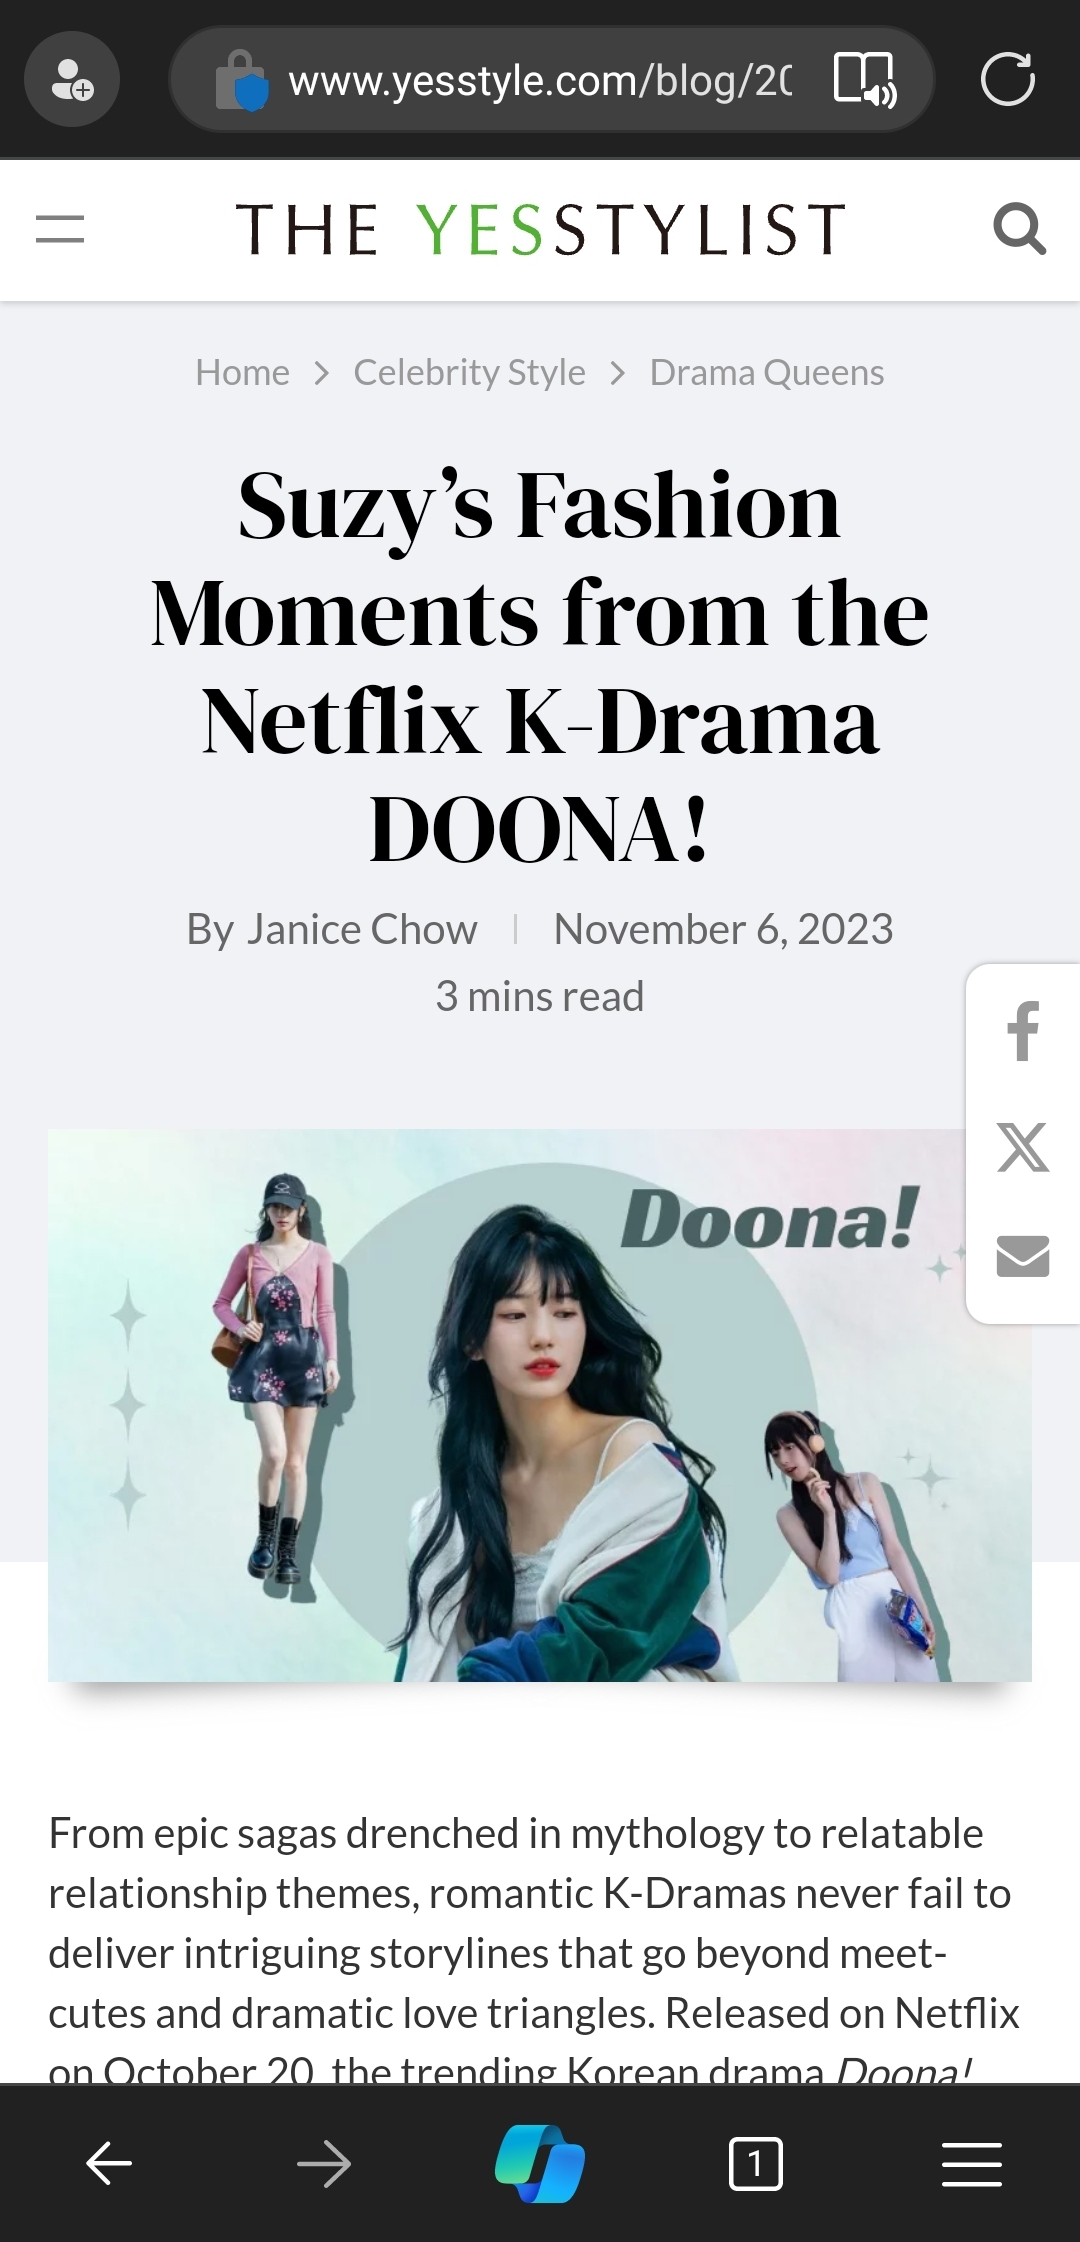 www.yesstyle.com/blog/20
THE YESSTYLIST
Home > Celebrity Style > Drama Queens
Suzy’s Fashion
Moments from the
Netflix K-Drama
DOONA!
By Janice Chow | November 6, 2023
3 mins read
Doona!
From epic sagas drenched in mythology to relatable
relationship themes, romantic K-Dramas never fail to
deliver intriguing storylines that go beyond meet-
cutes and dramatic love triangles. Released on Netflix
on October 20, the trending Korean drama Doona!
1